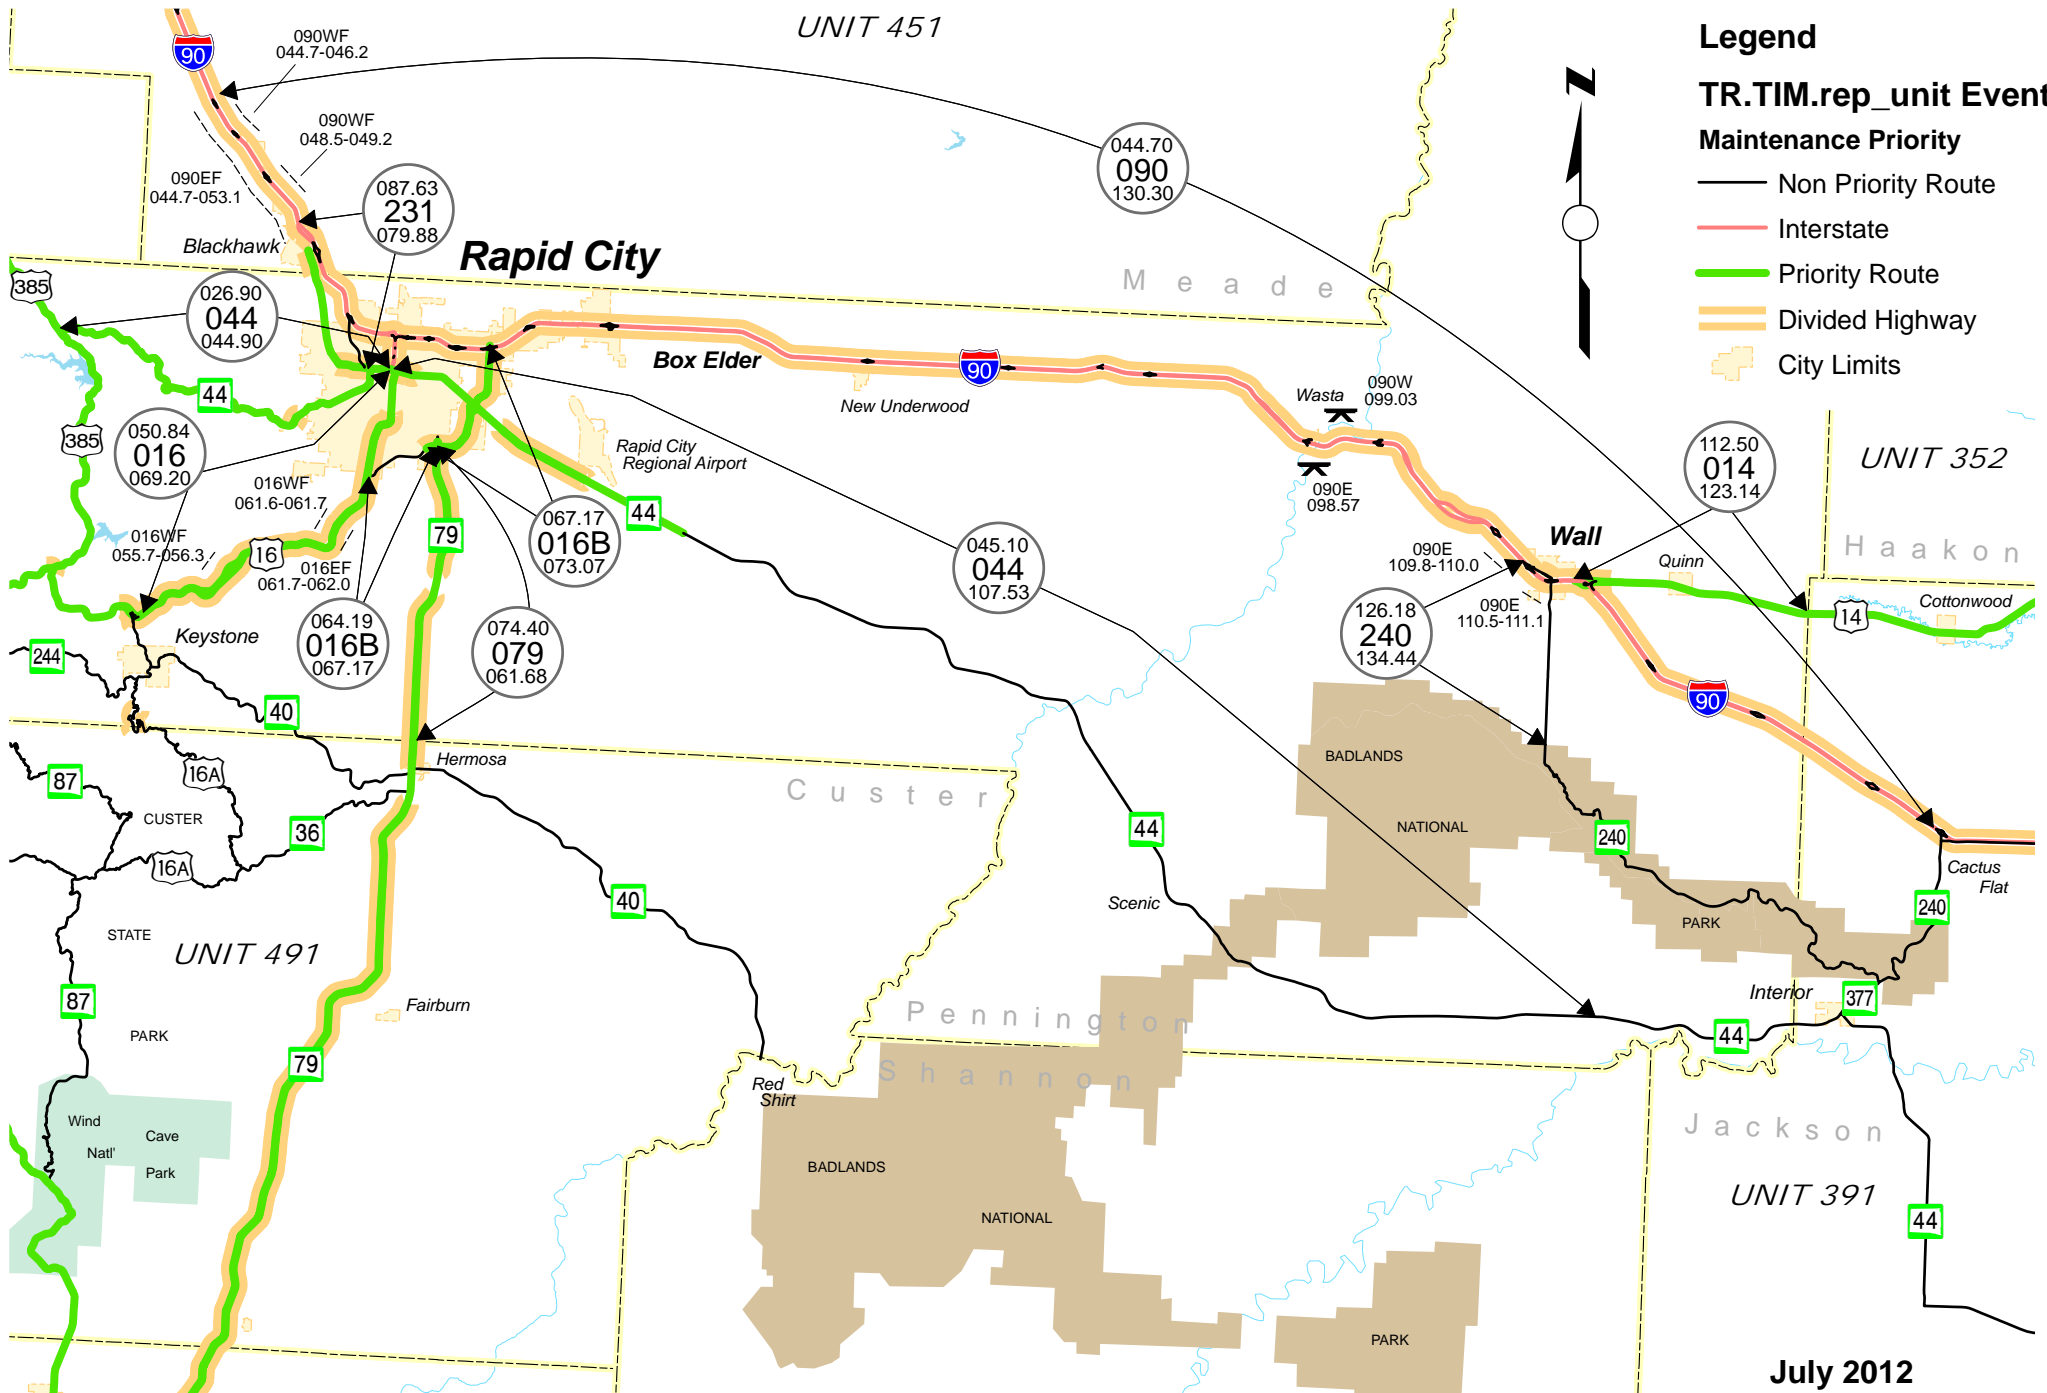 UNIT 451
Legend
TR.TIM.rep_unit Event
Maintenance Priority
Non Priority Route
Interstate
Priority Route
Divided Highway
City Limits
N
90
090WF
044.7-046.2
090WF
048.5-049.2
090EF
044.7-053.1
087.63
231
079.88
044.70
090
130.30
Blackhawk
Rapid City
Meade
385
026.90
044
044.90
44
385
Box Elder
90
New Underwood
Wasta
090W
099.03
K
K
090E
098.57
050.84
016
069.20
Rapid City
Regional Airport
112.50
014
123.14
UNIT 352
016WF
061.6-061.7
016WF
055.7-056.3
16
016EF
061.7-062.0
79
067.17
016B
073.07
44
045.10
044
107.53
Wall
090E
109.8-110.0
Quinn
Haakon
090E
110.5-111.1
14
Cottonwood
126.18
240
134.44
Keystone
244
064.19
016B
067.17
074.40
079
061.68
40
90
Hermosa
16A
87
CUSTER
36
16A
Custer
BADLANDS
NATIONAL
44
240
Cactus
Flat
40
Scenic
240
PARK
STATE
UNIT 491
87
PARK
Fairburn
Pennington
Interior
377
44
79
Shannon
Red
Shirt
Wind
Cave
Natl'
Park
Jackson
BADLANDS
UNIT 391
NATIONAL
44
PARK
July 2012